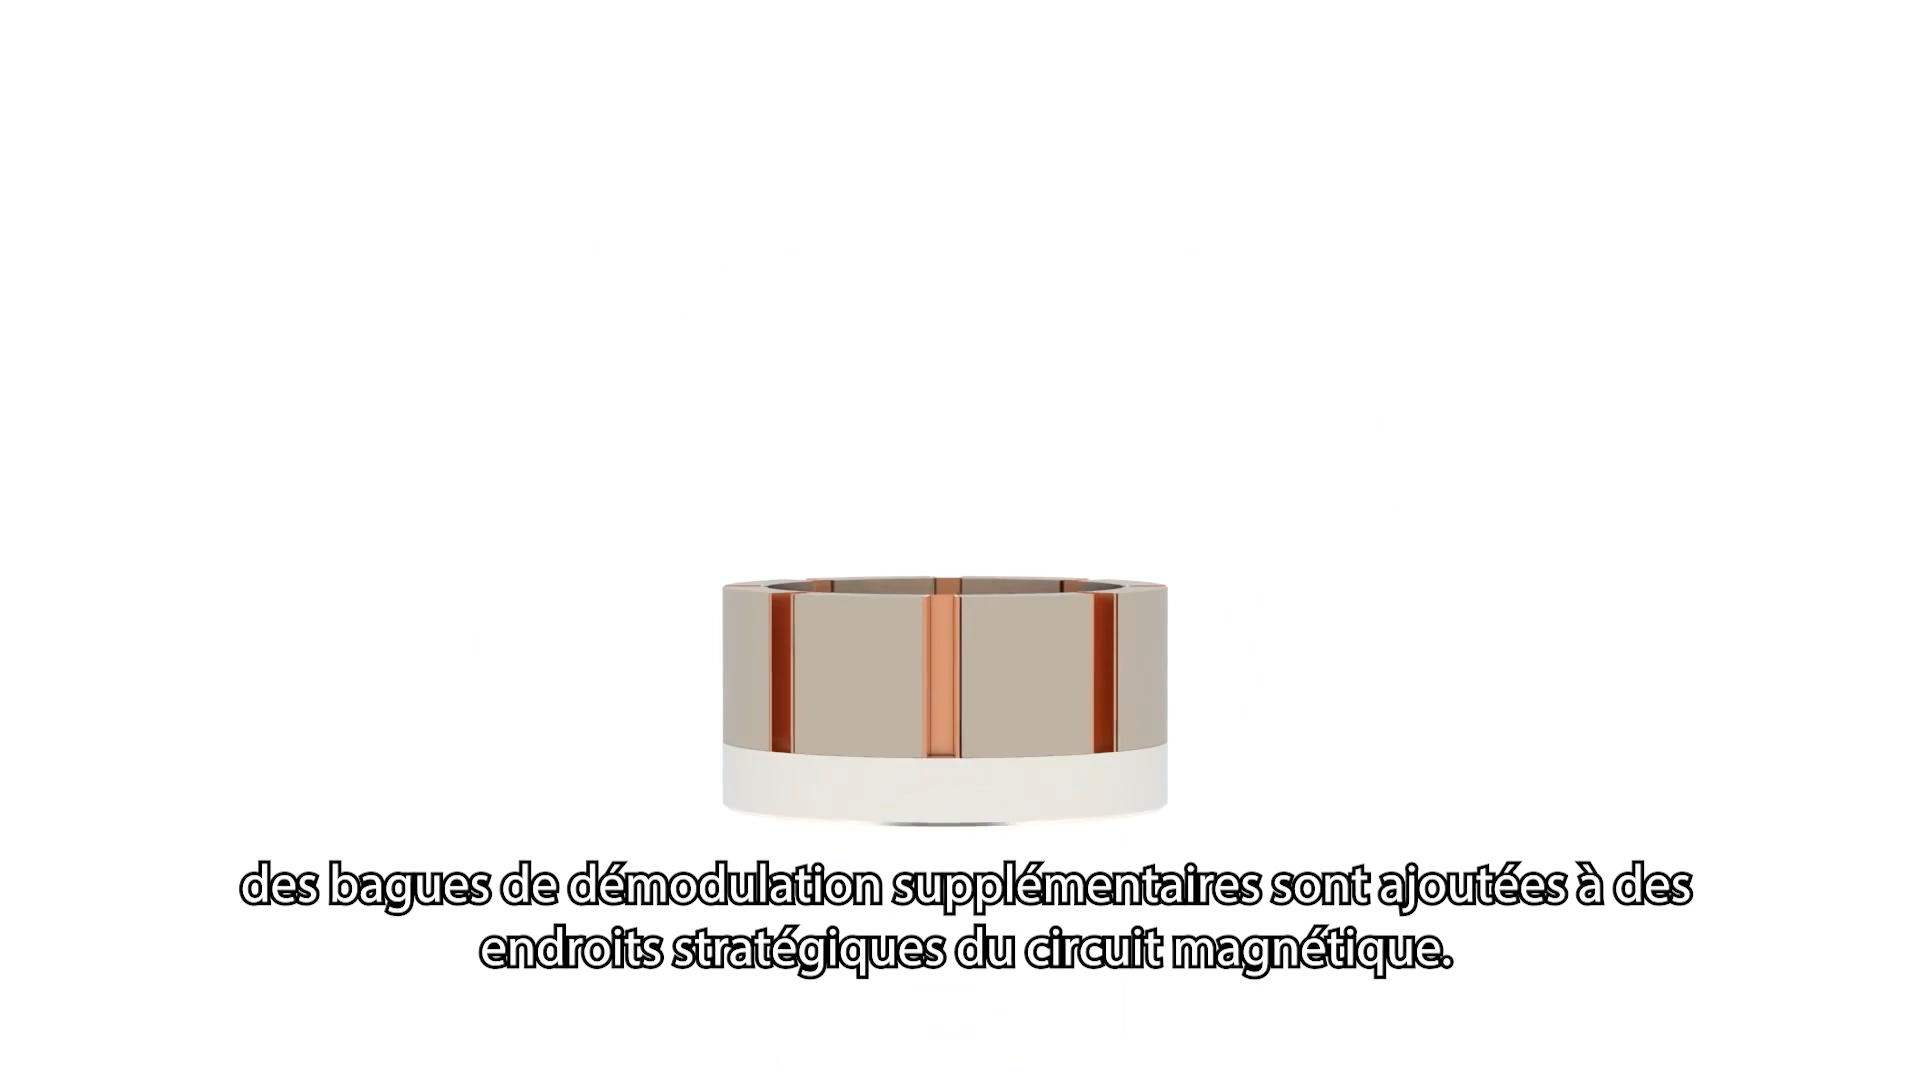 des bagues de démodulation supplémentaires sont ajoutées à des
endroits stratégiques du circuit magnétique.